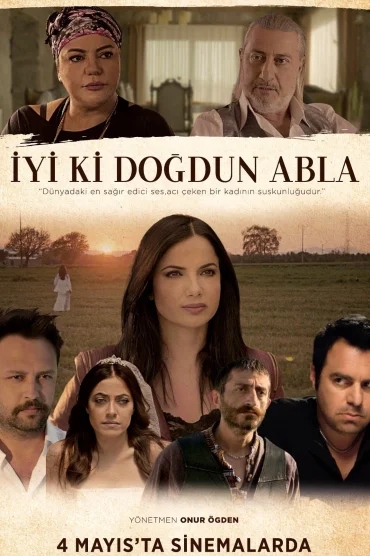 İYİ Kİ DOĞDUN ABLA
“Dünyadaki en sağır edici ses,acı çeken bir kadının suskunluğudur.”
YÖNETMEN ONUR ÖGDEN
4 MAYIS’TA SİNEMALARDA